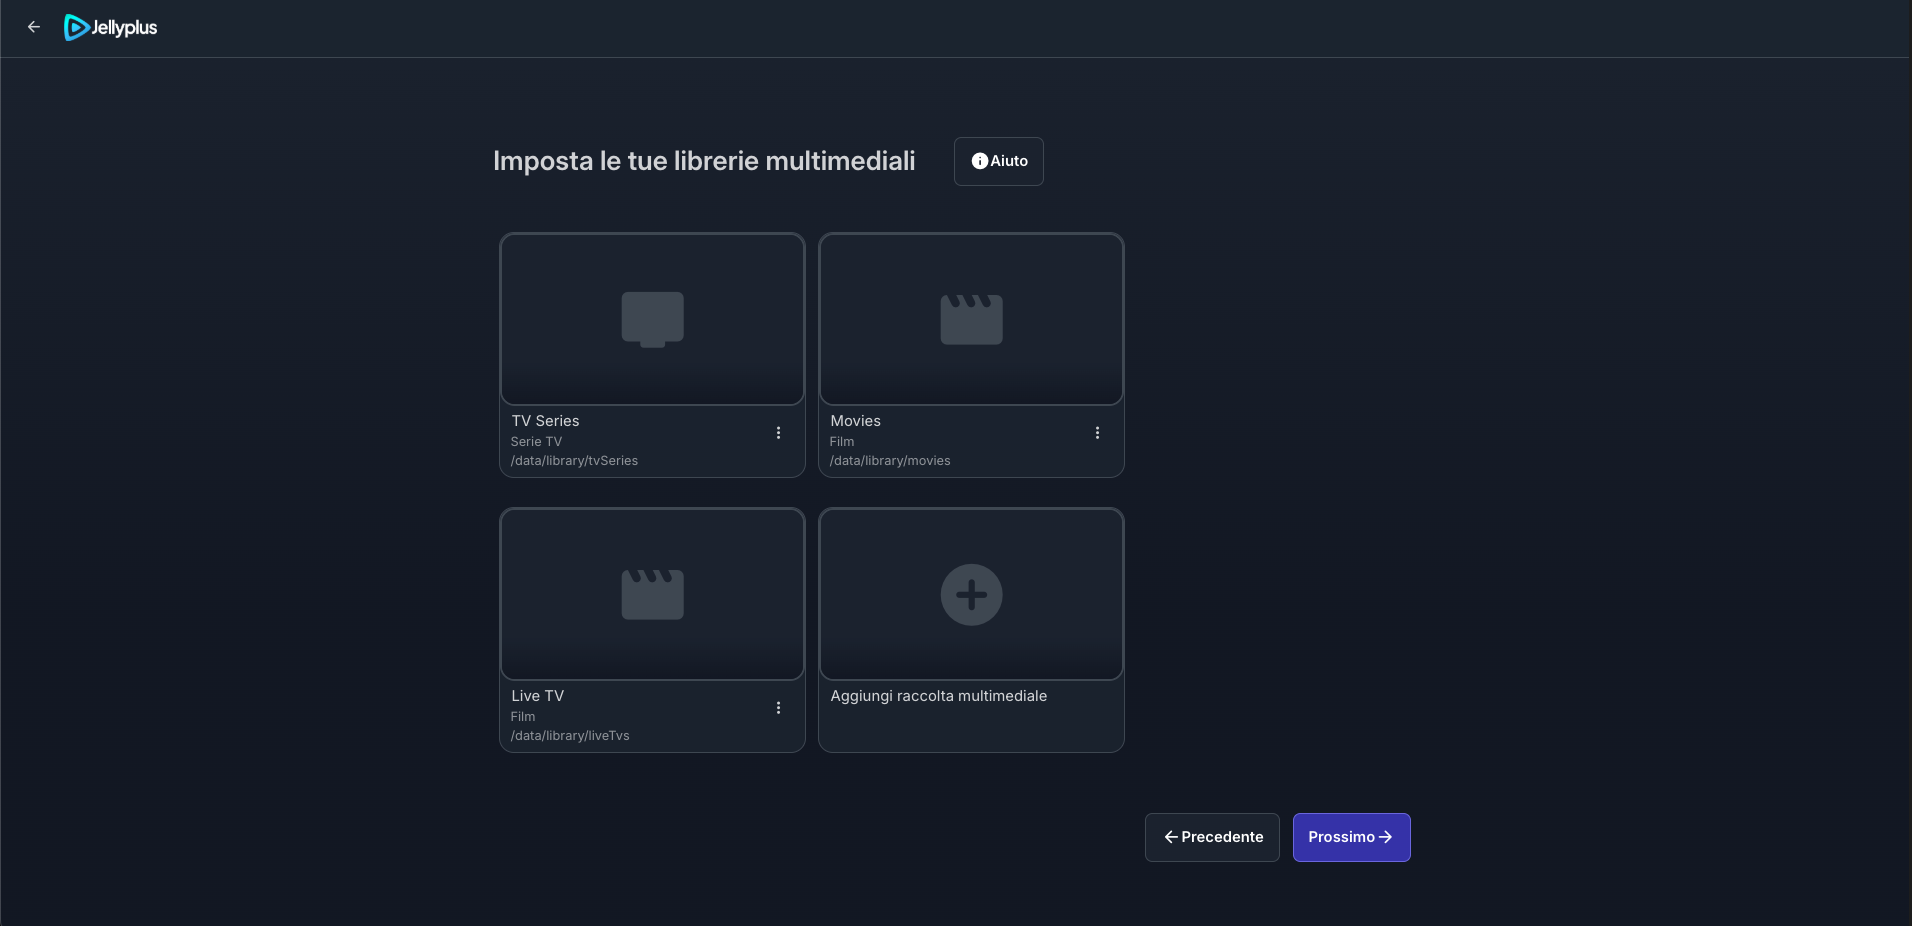 Jellyplus
Imposta le tue librerie multimediali
Aiuto
TV Series
Serie TV
/data/library/tvSeries
Movies
Film
/data/library/movies
Live TV
Film
/data/library/liveTvs
Aggiungi raccolta multimediale
Precedente
Prossimo